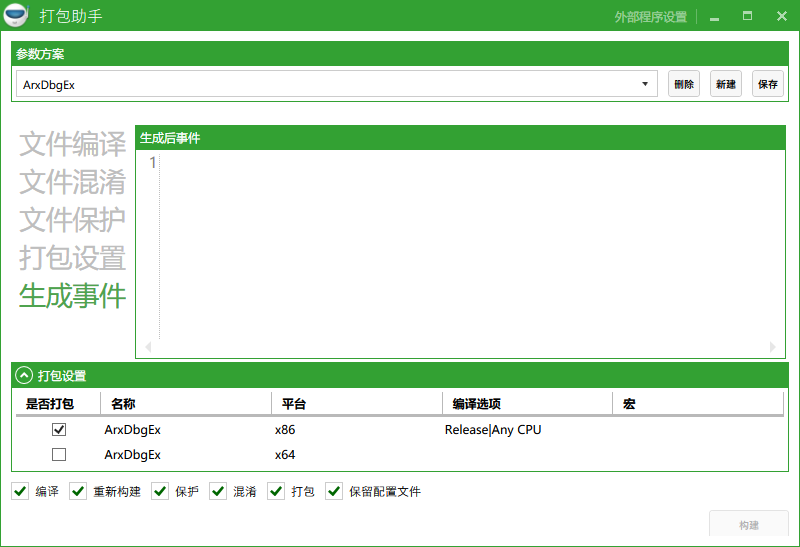 打包助手 外部程序设置
参数方案
ArxDbgEx 删除 新建 保存
文件编译
文件混淆
文件保护
打包设置
生成事件
生成后事件
1
打包设置
是否打包 名称 平台 编译选项 宏
ArxDbgEx x86 Release|Any CPU
ArxDbgEx x64
编译 重新构建 保护 混淆 打包 保留配置文件
构建